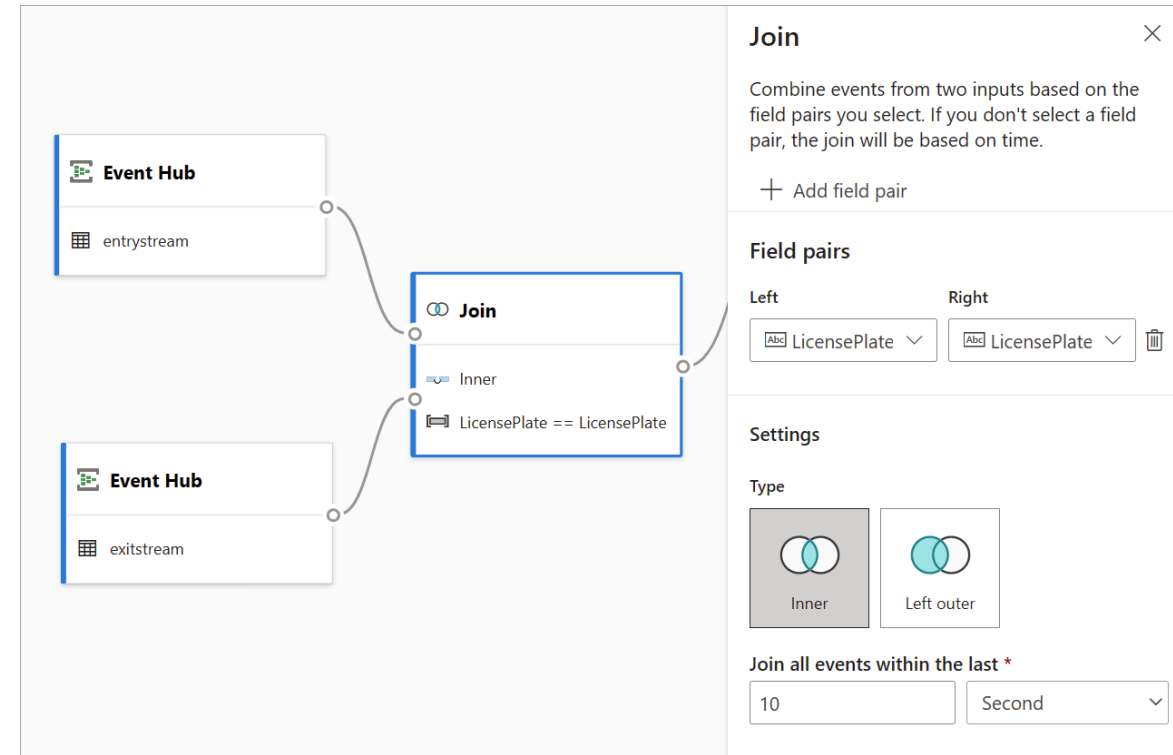 Event Hub
entrystream
Event Hub
exitstream
Join
Inner
LicensePlate == LicensePlate
Join
Combine events from two inputs based on the
field pairs you select. If you don't select a field
pair, the join will be based on time.
Add field pair
Field pairs
Left Right
Abc LicensePlate Abc LicensePlate
Settings
Type
Inner Left outer
Join all events within the last *
10 Second